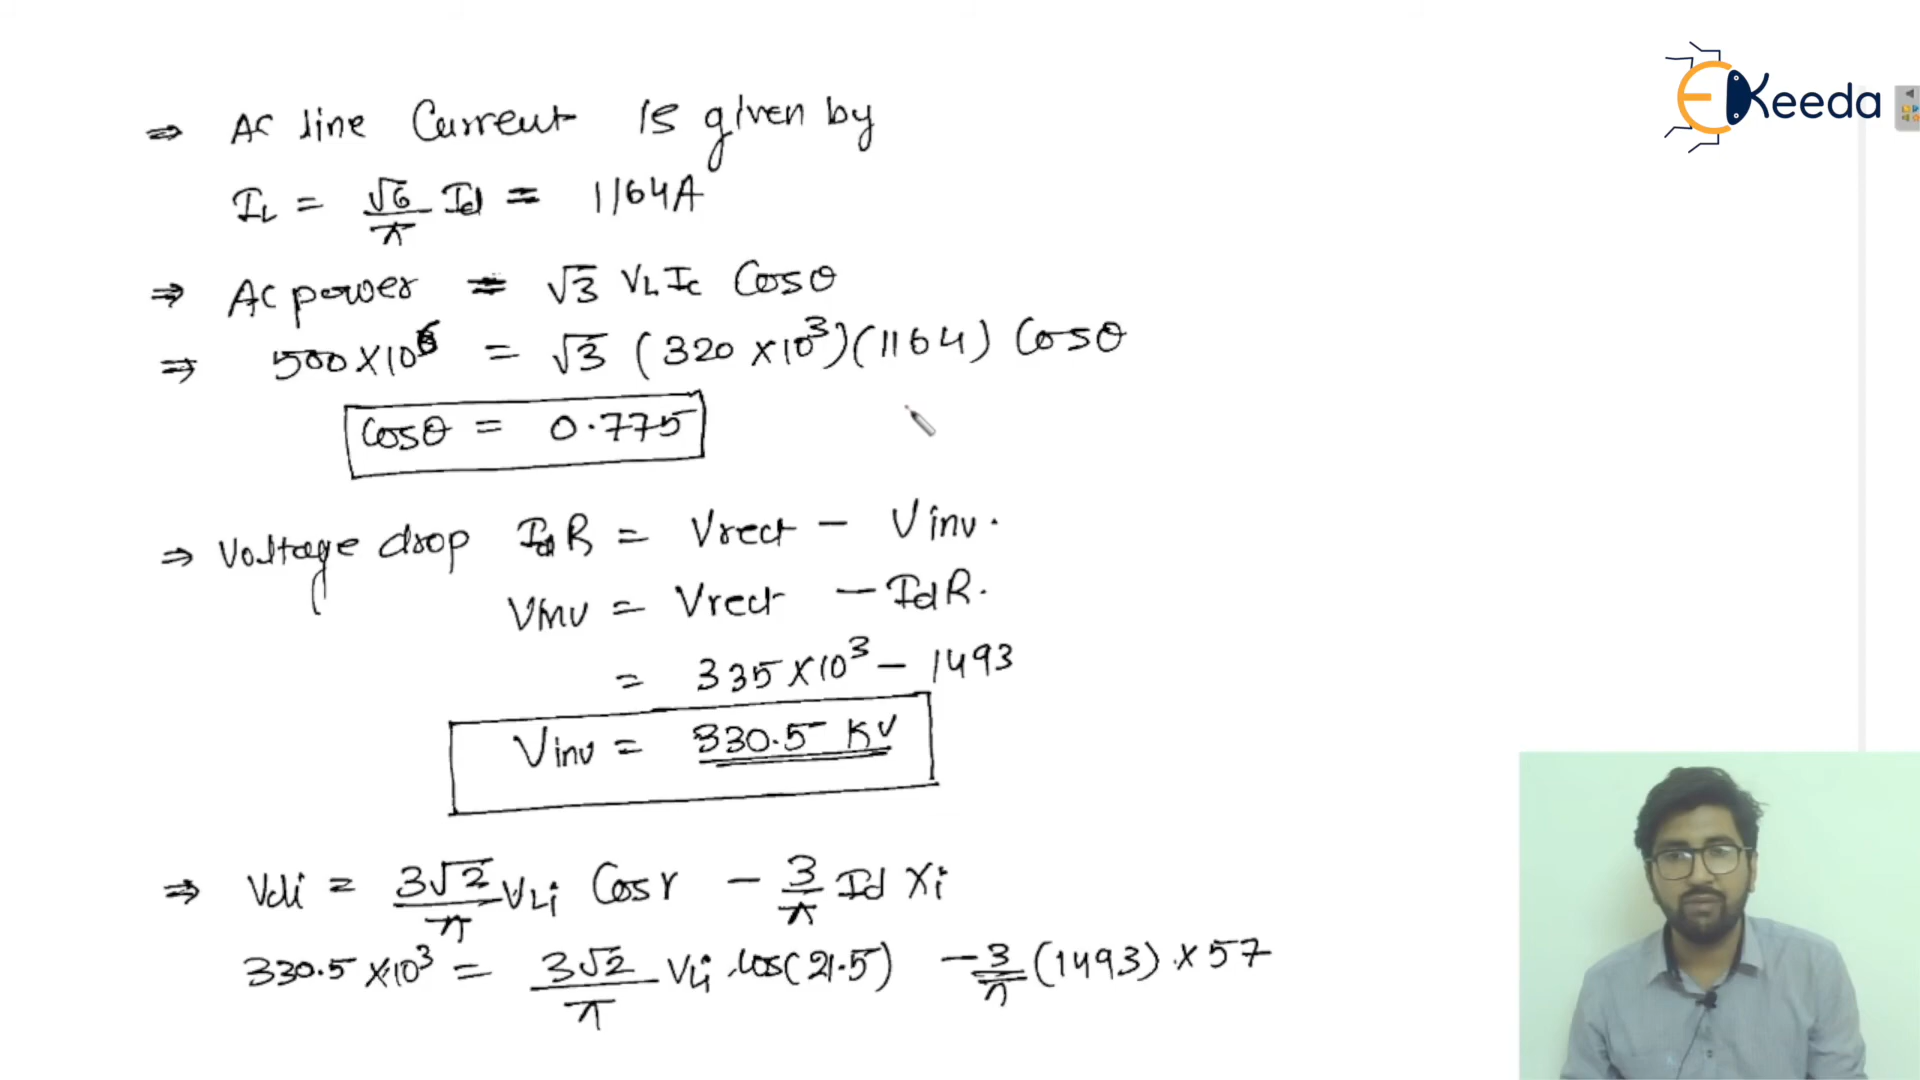 EKeeda
⇒ AC line Current is given by
IL = √6/π Id = 1164A
⇒ AC power = √3 VL IL Cosθ
⇒ 500×10⁶ = √3 (320 ×10³)(1164) Cosθ
Cosθ = 0.775
⇒ Voltage drop IdR = Vrect − Vinv.
Vinv = Vrect − IdR.
= 335×10³ − 1493
Vinv = 330.5 KV
⇒ Vdi = 3√2/π VLi Cosγ − 3/π Id Xi
330.5 ×10³ = 3√2/π VLi .Cos(21.5) − 3/π (1493) × 57